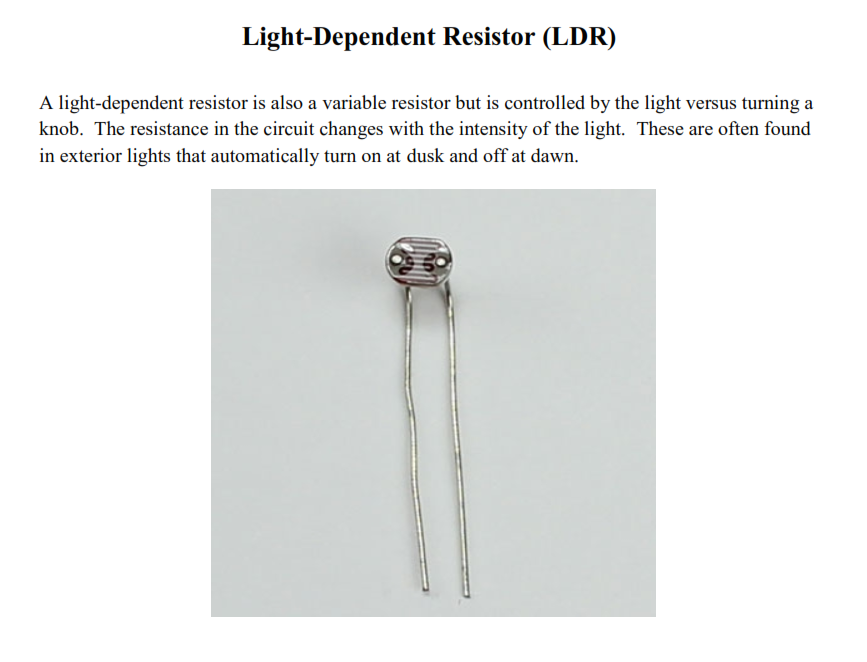 Light-Dependent Resistor (LDR)
A light-dependent resistor is also a variable resistor but is controlled by the light versus turning a
knob.  The resistance in the circuit changes with the intensity of the light.  These are often found
in exterior lights that automatically turn on at dusk and off at dawn.